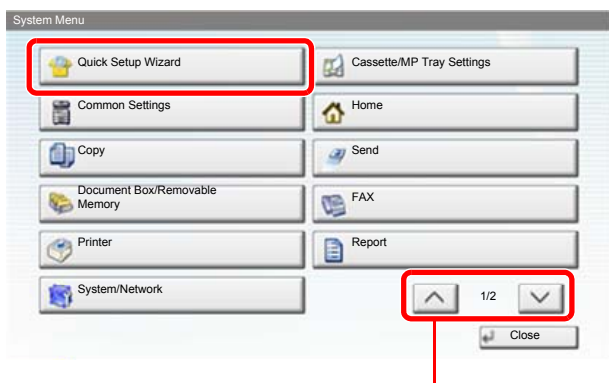 System Menu
Quick Setup Wizard
Cassette/MP Tray Settings
Common Settings
Home
Copy
Send
Document Box/Removable
Memory
FAX
Printer
Report
System/Network
1/2
Close